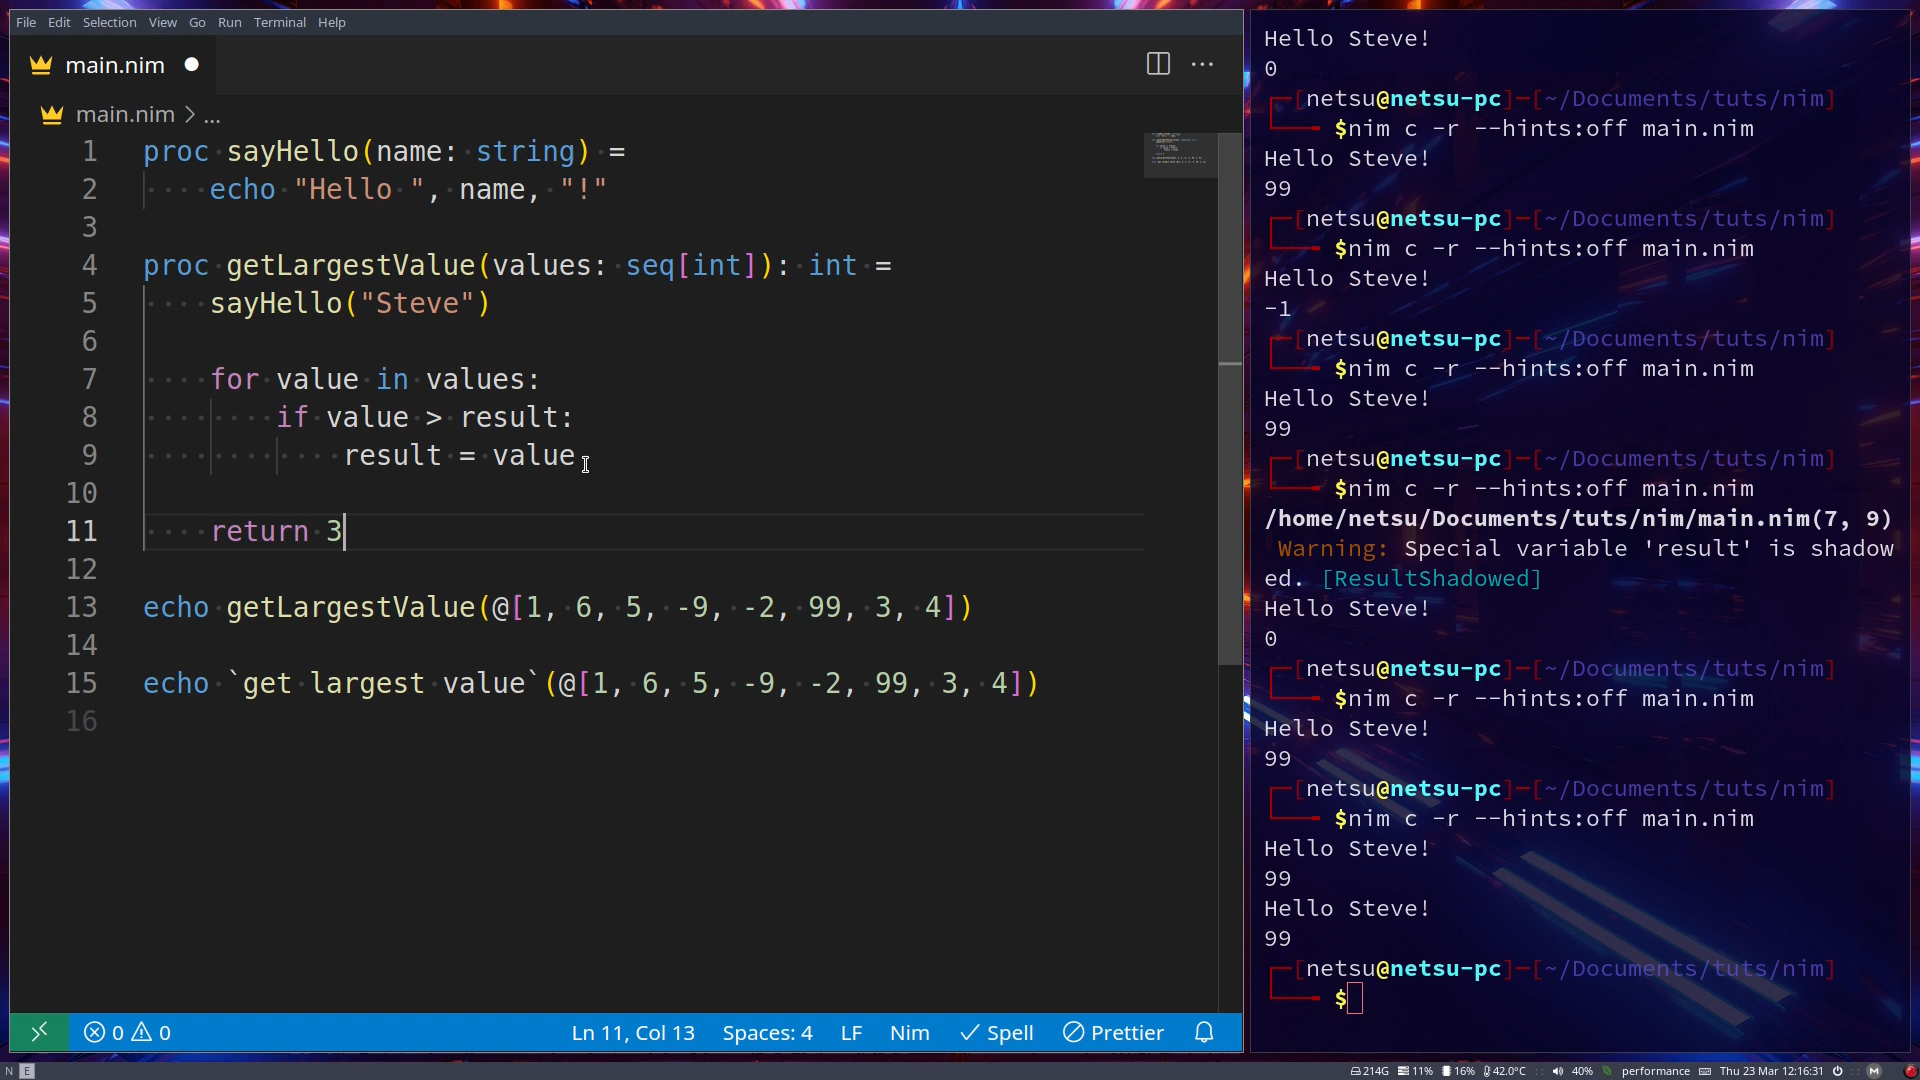 File Edit Selection View Go Run Terminal Help
main.nim
main.nim > ...
1 proc sayHello(name: string) =
2 echo "Hello ", name, "!"
3
4 proc getLargestValue(values: seq[int]): int =
5 sayHello("Steve")
6
7 for value in values:
8 if value > result:
9 result = value
10
11 return 3
12
13 echo getLargestValue(@[1, 6, 5, -9, -2, 99, 3, 4])
14
15 echo `get largest value`(@[1, 6, 5, -9, -2, 99, 3, 4])
16
0 0 Ln 11, Col 13 Spaces: 4 LF Nim Spell Prettier
Hello Steve!
0
[netsu@netsu-pc]-[~/Documents/tuts/nim]
$nim c -r --hints:off main.nim
Hello Steve!
99
[netsu@netsu-pc]-[~/Documents/tuts/nim]
$nim c -r --hints:off main.nim
Hello Steve!
-1
[netsu@netsu-pc]-[~/Documents/tuts/nim]
$nim c -r --hints:off main.nim
Hello Steve!
99
[netsu@netsu-pc]-[~/Documents/tuts/nim]
$nim c -r --hints:off main.nim
/home/netsu/Documents/tuts/nim/main.nim(7, 9)
Warning: Special variable 'result' is shadow
ed. [ResultShadowed]
Hello Steve!
0
[netsu@netsu-pc]-[~/Documents/tuts/nim]
$nim c -r --hints:off main.nim
Hello Steve!
99
[netsu@netsu-pc]-[~/Documents/tuts/nim]
$nim c -r --hints:off main.nim
Hello Steve!
99
Hello Steve!
99
[netsu@netsu-pc]-[~/Documents/tuts/nim]
$
N E 214G 11% 16% 42.0°C 40% performance Thu 23 Mar 12:16:31 M